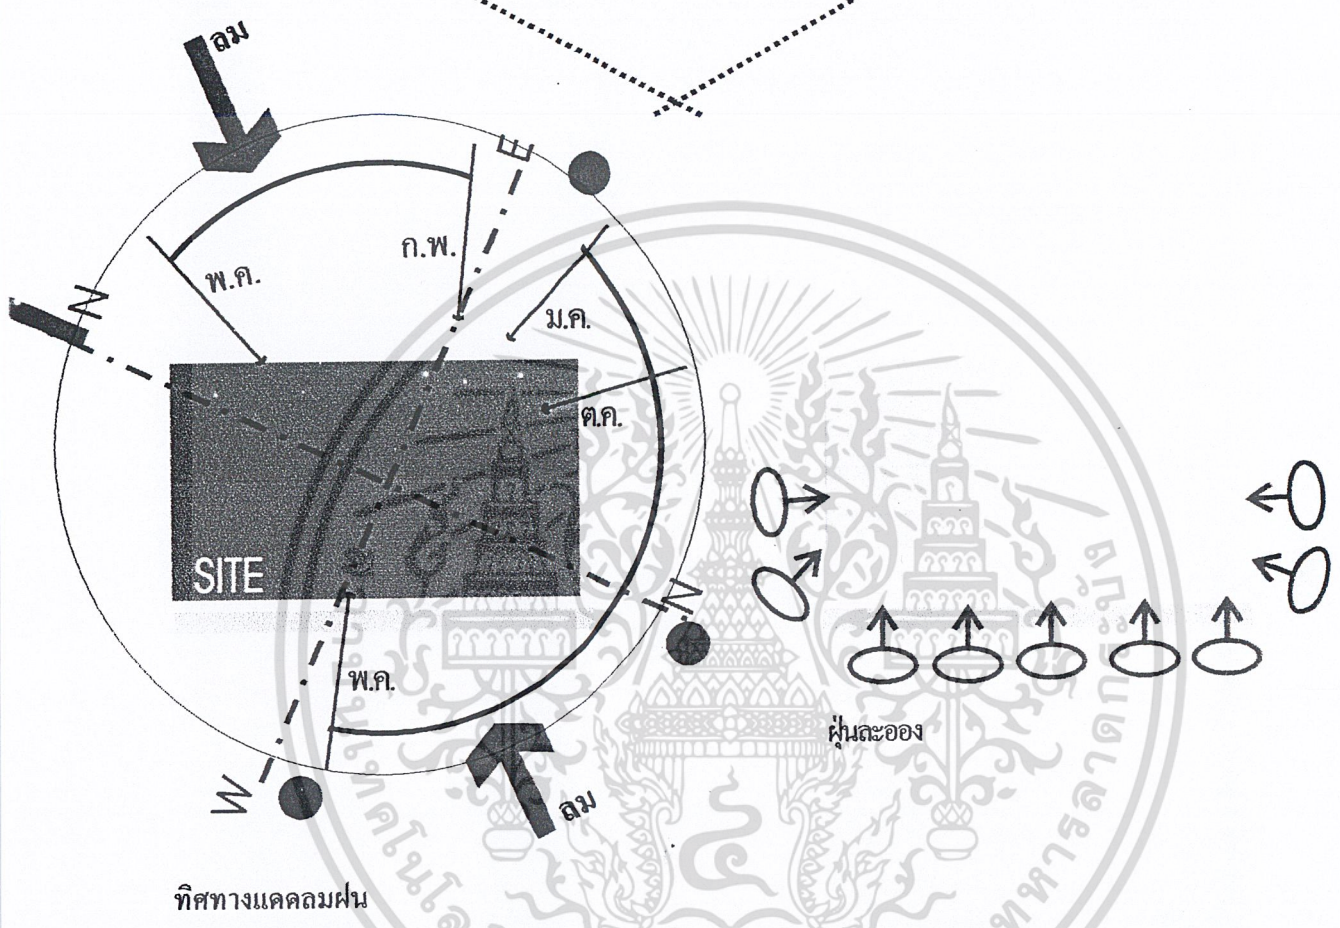 ลม
E
ก.พ.
พ.ค.
N
ม.ค.
ต.ค.
SITE
N
พ.ค.
ฝุ่นละออง
W
ลม
ทิศทางแดดลมฝน